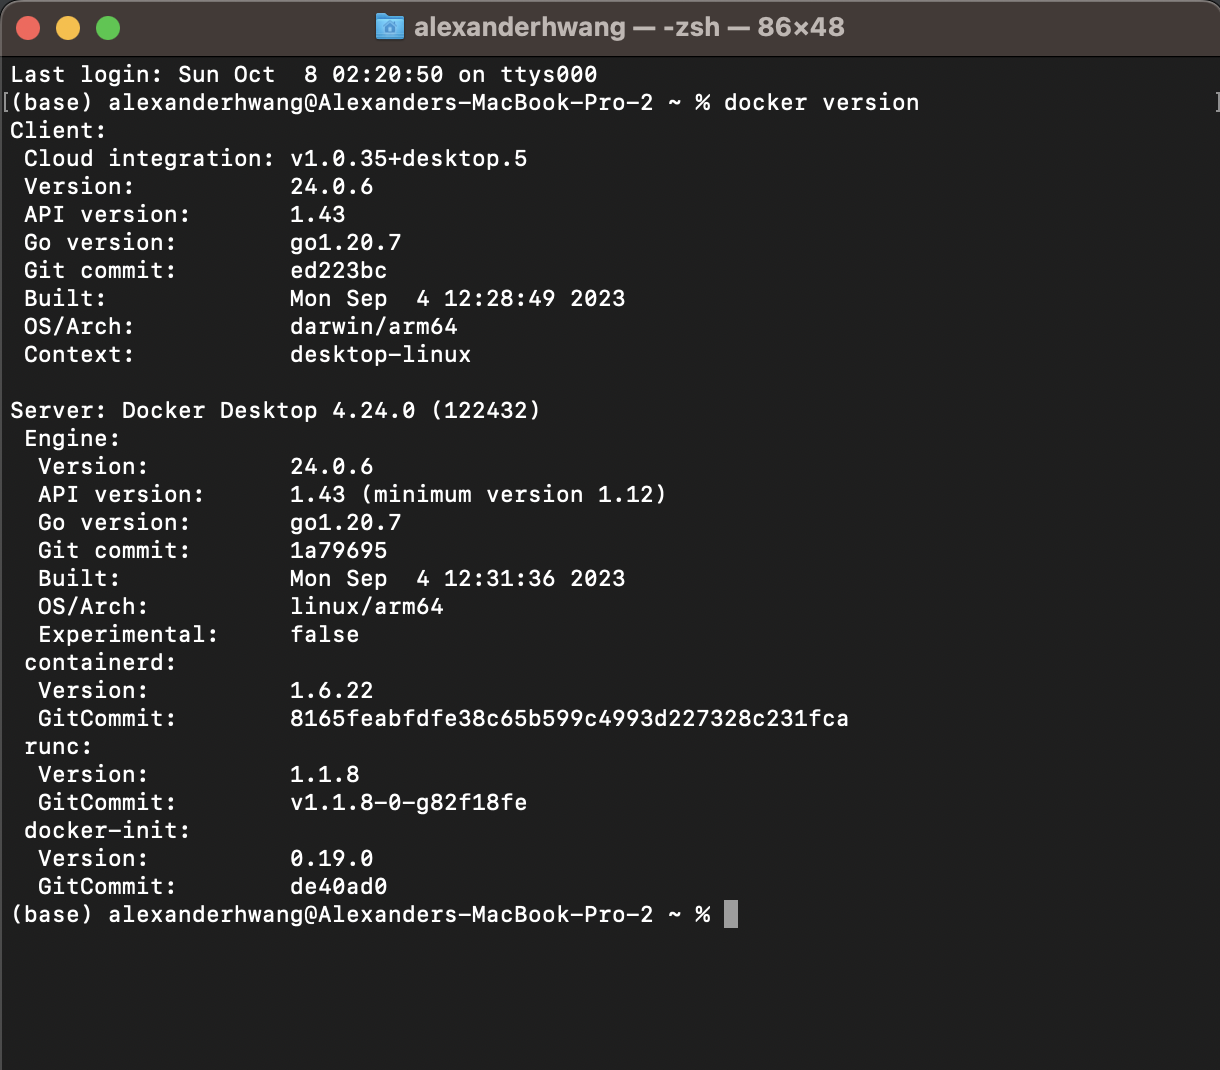 alexanderhwang — -zsh — 86×48
Last login: Sun Oct  8 02:20:50 on ttys000
[(base) alexanderhwang@Alexanders-MacBook-Pro-2 ~ % docker version ]
Client:
 Cloud integration: v1.0.35+desktop.5
 Version:           24.0.6
 API version:       1.43
 Go version:        go1.20.7
 Git commit:        ed223bc
 Built:             Mon Sep  4 12:28:49 2023
 OS/Arch:           darwin/arm64
 Context:           desktop-linux

Server: Docker Desktop 4.24.0 (122432)
 Engine:
  Version:          24.0.6
  API version:      1.43 (minimum version 1.12)
  Go version:       go1.20.7
  Git commit:       1a79695
  Built:            Mon Sep  4 12:31:36 2023
  OS/Arch:          linux/arm64
  Experimental:     false
 containerd:
  Version:          1.6.22
  GitCommit:        8165feabfdfe38c65b599c4993d227328c231fca
 runc:
  Version:          1.1.8
  GitCommit:        v1.1.8-0-g82f18fe
 docker-init:
  Version:          0.19.0
  GitCommit:        de40ad0
(base) alexanderhwang@Alexanders-MacBook-Pro-2 ~ %